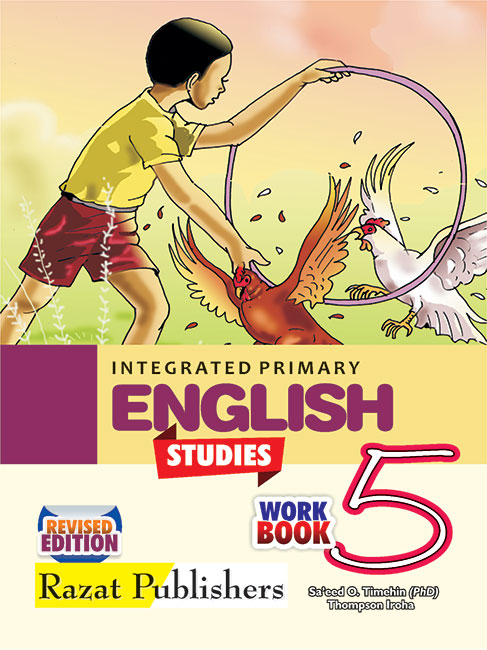 INTEGRATED PRIMARY
ENGLISH
STUDIES
WORK
BOOK
5
REVISED
EDITION
Razat Publishers
Sa'eed O. Timehin (PhD)
Thompson Iroha